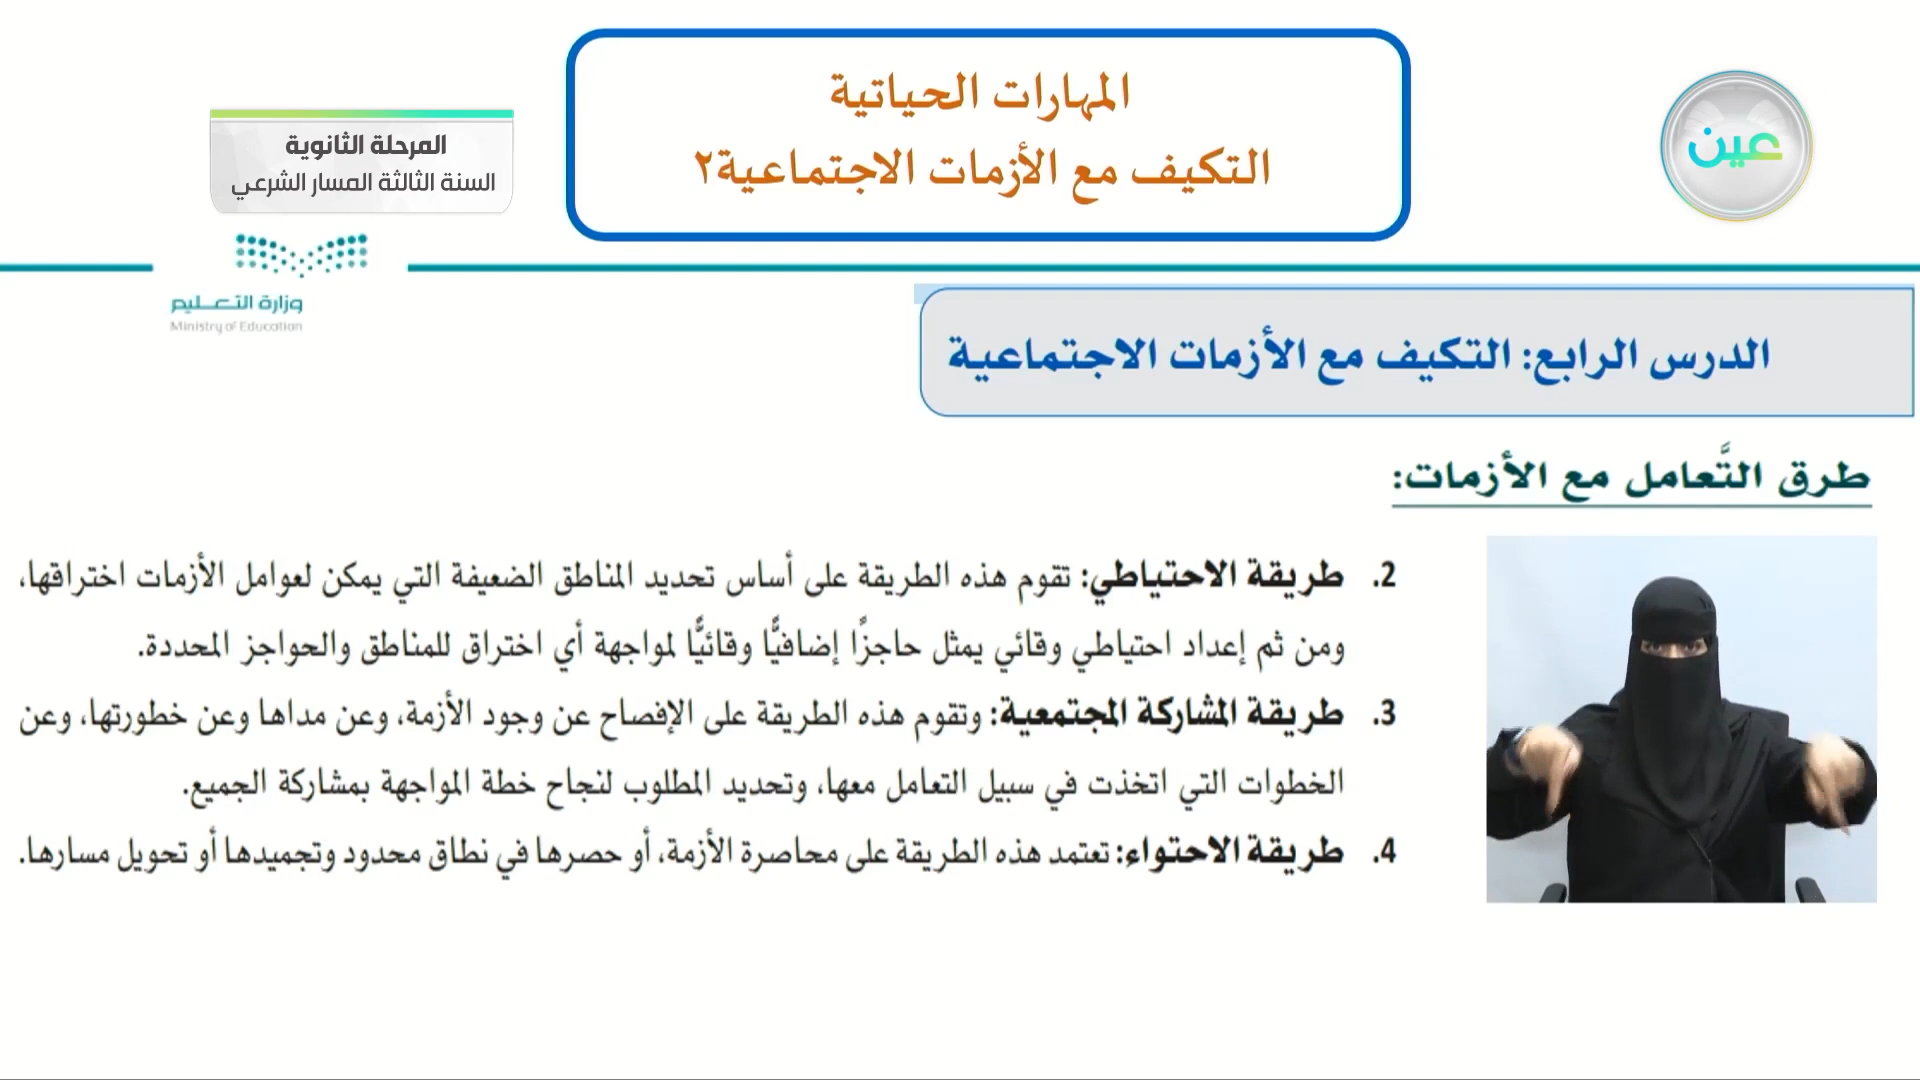 المهارات الحياتية
التكيف مع الأزمات الاجتماعية٢
عين
المرحلة الثانوية
السنة الثالثة المسار الشرعي
وزارة التعليم
Ministry of Education
الدرس الرابع: التكيف مع الأزمات الاجتماعية
طرق التَّعامل مع الأزمات:
2. طريقة الاحتياطي: تقوم هذه الطريقة على أساس تحديد المناطق الضعيفة التي يمكن لعوامل الأزمات اختراقها،
ومن ثم إعداد احتياطي وقائي يمثل حاجزًا إضافيًّا وقائيًّا لمواجهة أي اختراق للمناطق والحواجز المحددة.
3. طريقة المشاركة المجتمعية: وتقوم هذه الطريقة على الإفصاح عن وجود الأزمة، وعن مداها وعن خطورتها، وعن
الخطوات التي اتخذت في سبيل التعامل معها، وتحديد المطلوب لنجاح خطة المواجهة بمشاركة الجميع.
4. طريقة الاحتواء: تعتمد هذه الطريقة على محاصرة الأزمة، أو حصرها في نطاق محدود وتجميدها أو تحويل مسارها.